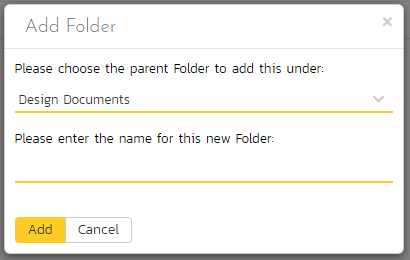 Add Folder
×
Please choose the parent Folder to add this under:
Design Documents
Please enter the name for this new Folder:
Add Cancel